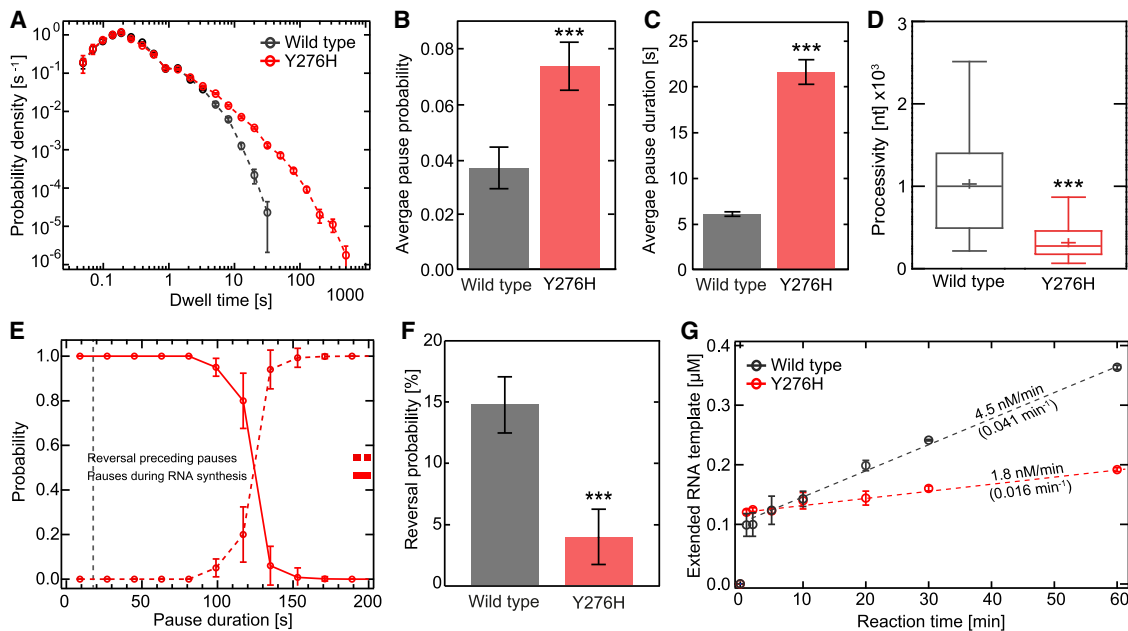 A
Probability density [s⁻¹]
10⁰
10⁻¹
10⁻²
10⁻³
10⁻⁴
10⁻⁵
10⁻⁶
Wild type
Y276H
0.1
1
10
100
1000
Dwell time [s]
B
Avergae pause probability
0.08
0.06
0.04
0.02
0.00
***
Wild type
Y276H
C
Avergae pause duration [s]
25
20
15
10
5
0
***
Wild type
Y276H
D
Processivity [nt] x10³
3
2
1
0
***
Wild type
Y276H
E
Probability
1.0
0.8
0.6
0.4
0.2
0.0
Reversal preceding pauses
Pauses during RNA synthesis
0
50
100
150
200
Pause duration [s]
F
Reversal probability [%]
20
15
10
5
0
***
Wild type
Y276H
G
Extended RNA template [µM]
0.4
0.3
0.2
0.1
0.0
Wild type
Y276H
4.5 nM/min
(0.041 min⁻¹)
1.8 nM/min
(0.016 min⁻¹)
0
10
20
30
40
50
60
Reaction time [min]